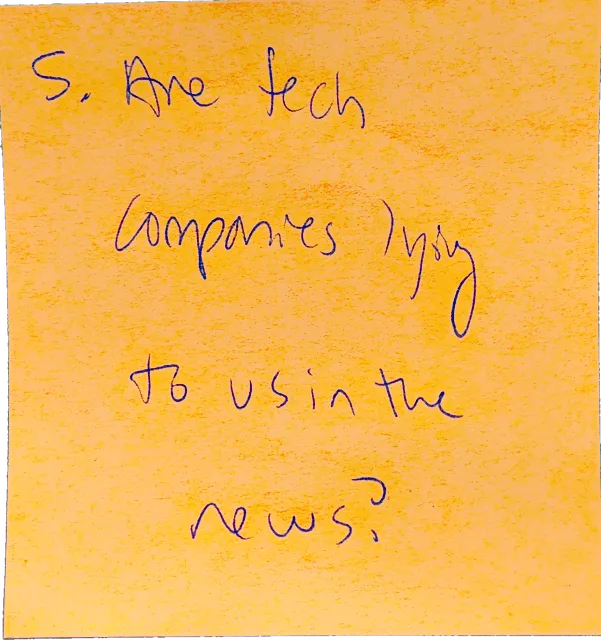 5. Are tech
companies lying
to us in the
news?